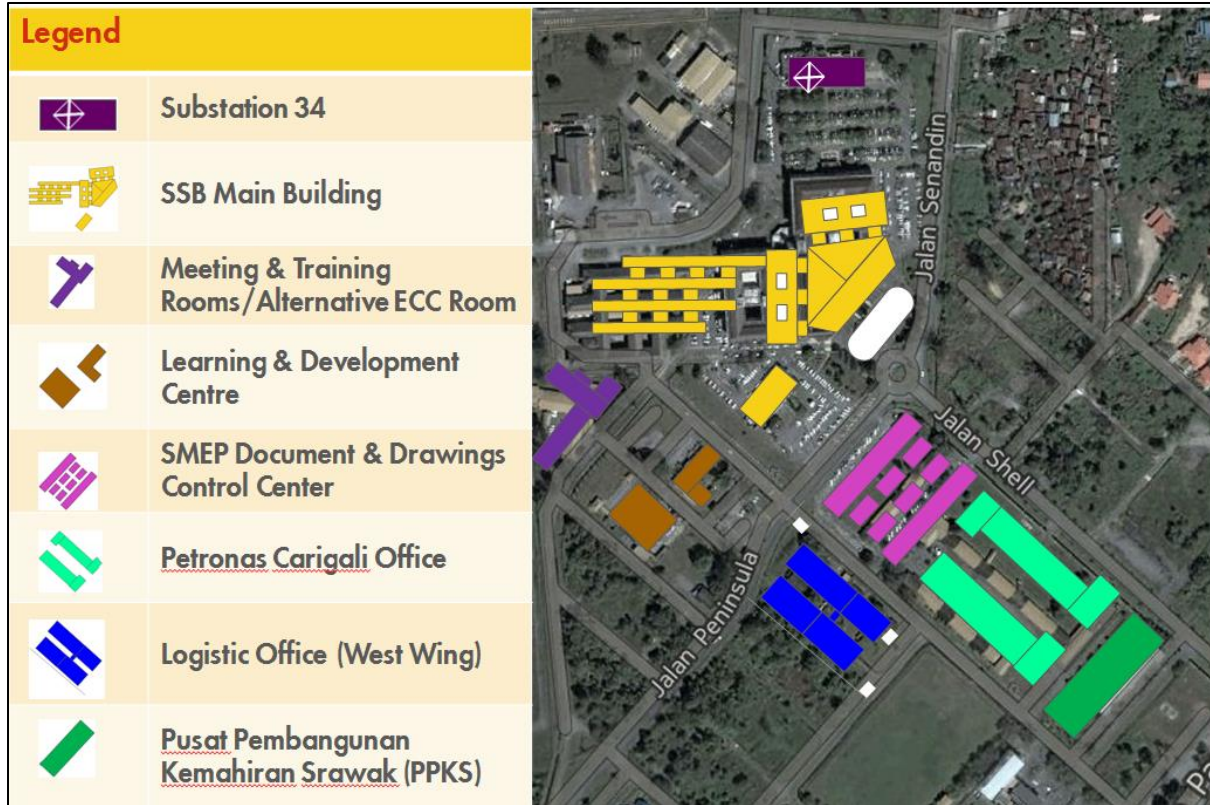 Legend
Substation 34
SSB Main Building
Meeting & Training
Rooms/Alternative ECC Room
Learning & Development
Centre
SMEP Document & Drawings
Control Center
Petronas Carigali Office
Logistic Office (West Wing)
Pusat Pembangunan
Kemahiran Srawak (PPKS)
Jalan Senandin
Jalan Shell
Jalan Peninsula
Pa